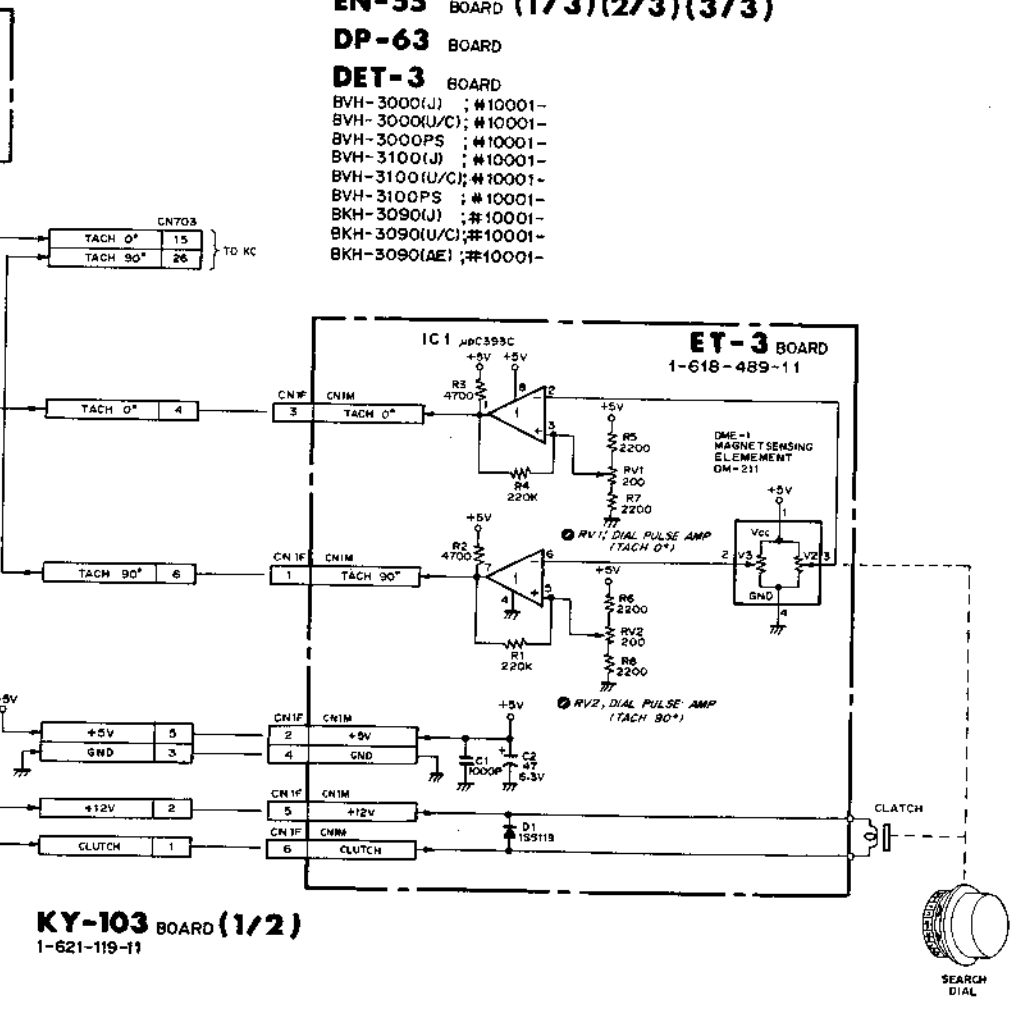 EN-55 BOARD (1/3)(2/3)(3/3)
DP-63 BOARD
DET-3 BOARD
BVH-3000(J) ;#10001-
BVH-3000(U/C);#10001-
BVH-3000PS ;#10001-
BVH-3100(J) ;#10001-
BVH-3100(U/C);#10001-
BVH-3100PS ;#10001-
BKH-3090(J) ;#10001-
BKH-3090(U/C);#10001-
BKH-3090(AE) ;#10001-
CN703
TACH 0° 15
TACH 90° 26
TO KC
IC1 μpC393C
ET-3 BOARD
1-618-489-11
+5V +5V
R3
4700
8
2
1
1
3
+5V
R5
2200
RV1
200
R7
2200
R4
220K
TACH 0° 4
CN1F CN1M
3 TACH 0°
DME-1
MAGNETSENSING
ELEMEMENT
DM-211
+5V
1
Vcc
2 V3
V2 3
GND
4
RV1, DIAL PULSE AMP
(TACH 0°)
+5V
R2
4700
7
6
1
4
5
+5V
R6
2200
RV2
200
R8
2200
R1
220K
TACH 90° 6
CN1F CN1M
1 TACH 90°
RV2, DIAL PULSE AMP
(TACH 90°)
+5V
+5V 5
GND 3
CN1F CN1M
2 +5V
4 GND
+5V
C1
1000P
C2
47
6.3V
+12V 2
CN1F CN1M
5 +12V
CLUTCH 1
CN1F CN1M
6 CLUTCH
D1
1SS119
CLATCH
KY-103 BOARD (1/2)
1-621-119-11
SEARCH
DIAL